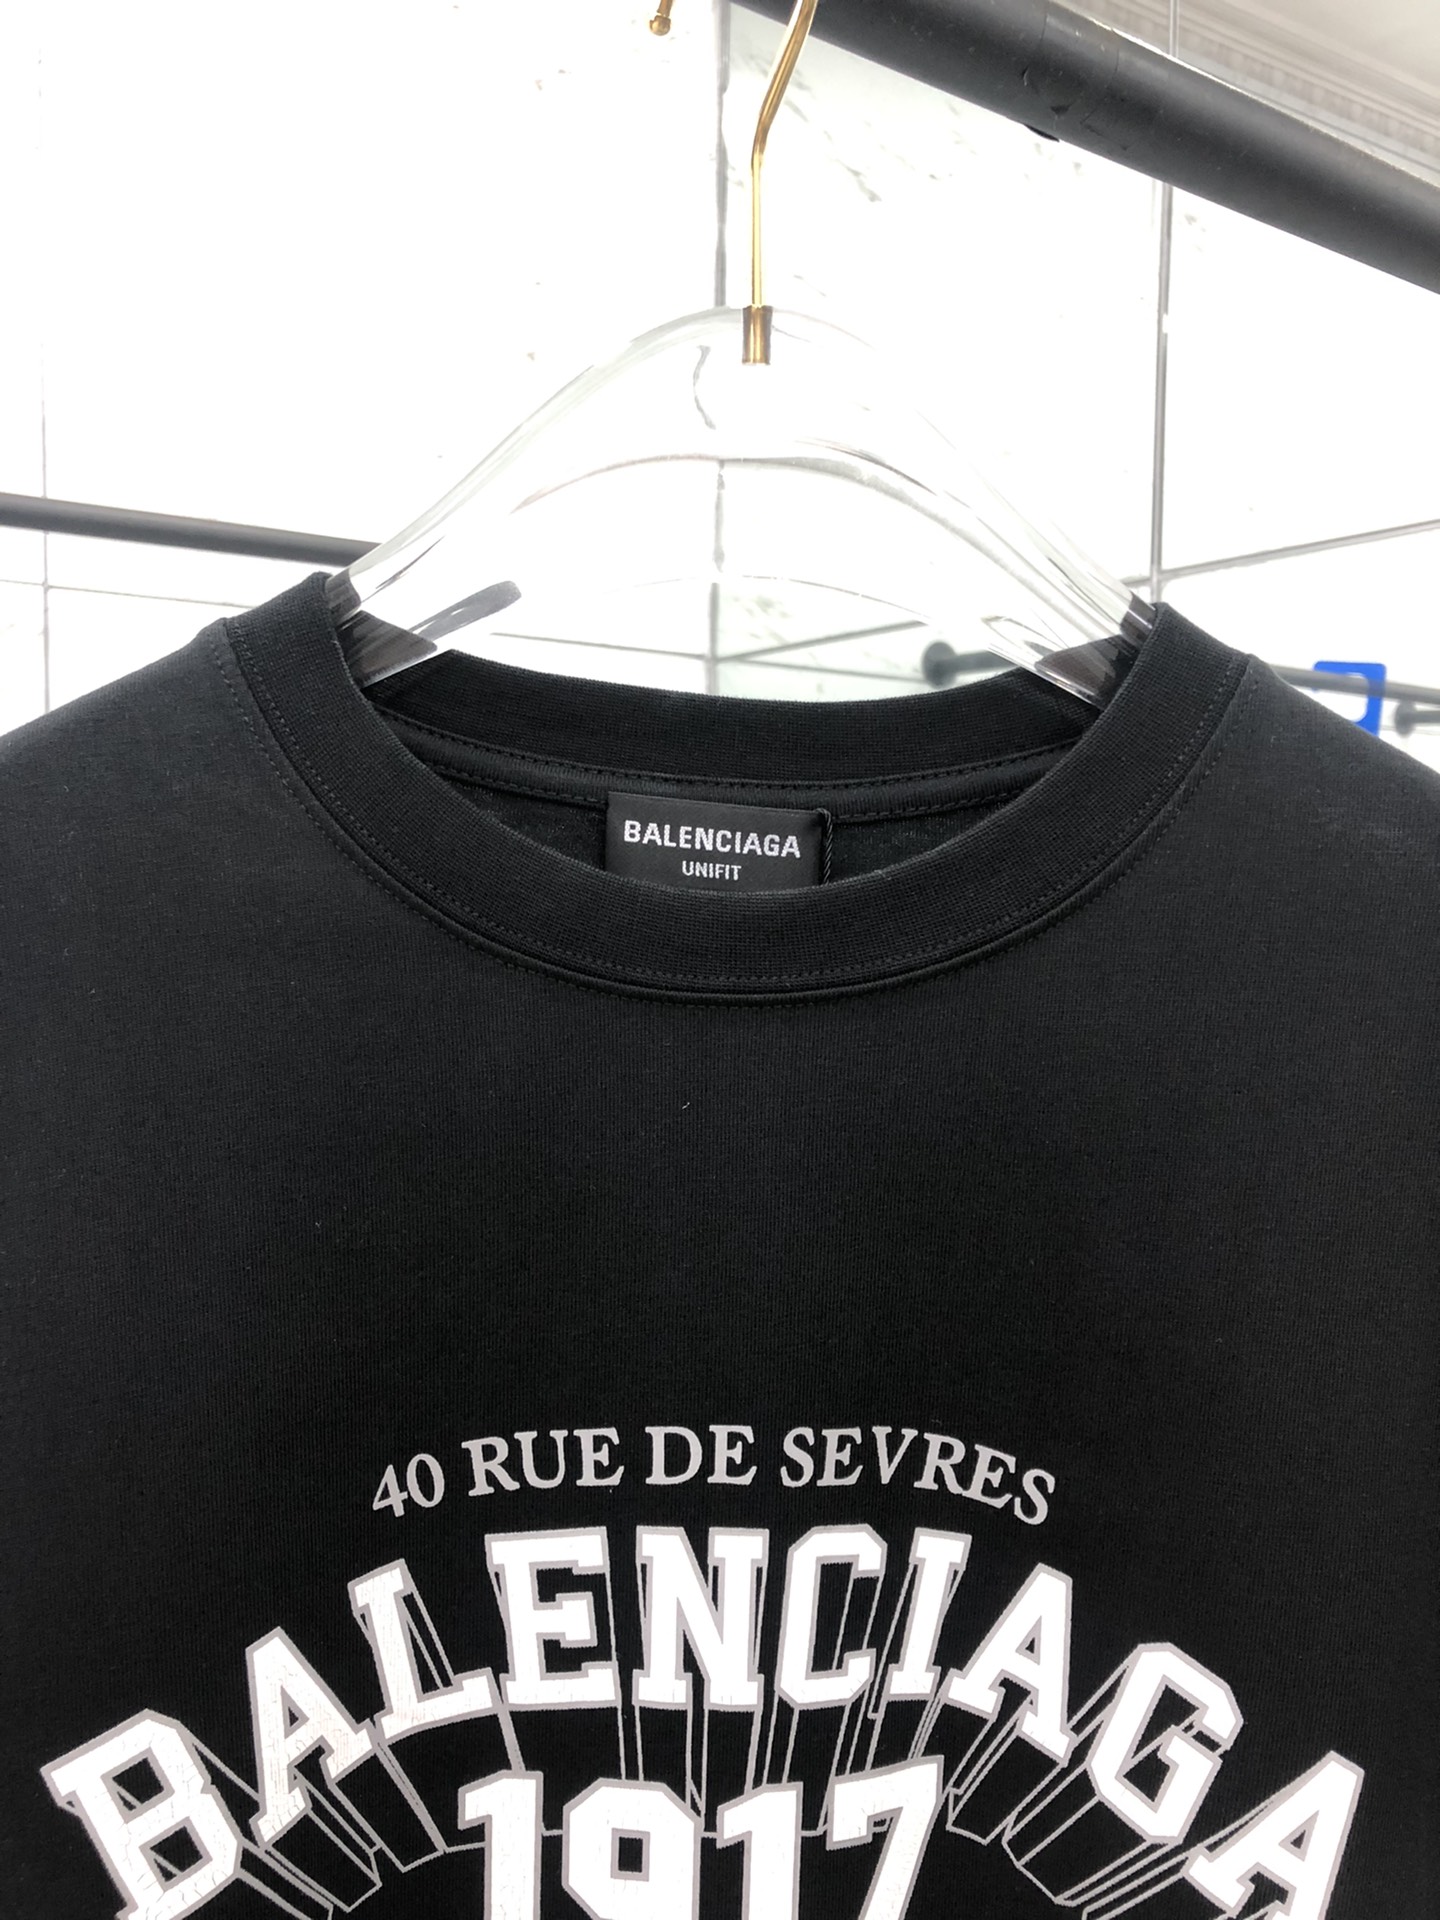 BALENCIAGA
UNIFIT
40 RUE DE SEVRES
BALENCIAGA
1917